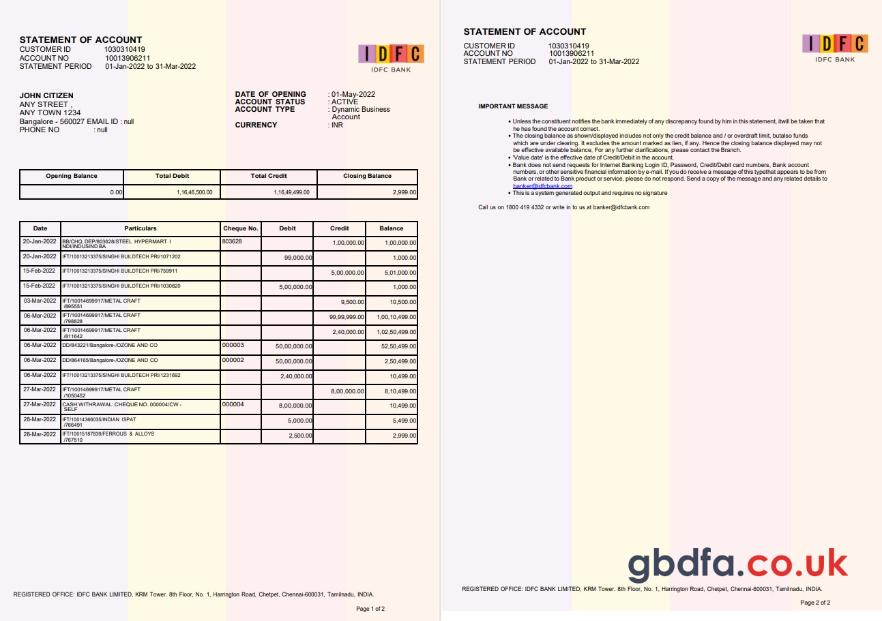 STATEMENT OF ACCOUNT
CUSTOMER ID 1030310419
ACCOUNT NO 10013906211
STATEMENT PERIOD 01-Jan-2022 to 31-Mar-2022
IDFC
IDFC BANK
JOHN CITIZEN
ANY STREET ,
ANY TOWN 1234
Bangalore - 560027 EMAIL ID : null
PHONE NO : null
DATE OF OPENING : 01-May-2022
ACCOUNT STATUS : ACTIVE
ACCOUNT TYPE : Dynamic Business
Account
CURRENCY : INR
Opening Balance Total Debit Total Credit Closing Balance
0.00 1,16,46,500.00 1,16,49,499.00 2,999.00
Date Particulars Cheque No. Debit Credit Balance
20-Jan-2022 BB/CHQ. DEP/803628/STEEL HYPERMART I 803628 1,00,000.00 1,00,000.00
NDI/INDUSIND BA
20-Jan-2022 IFT/10013213375/SINGHI BUILDTECH PRI/1071202 99,000.00 1,000.00
15-Feb-2022 IFT/10013213375/SINGHI BUILDTECH PRI/750911 5,00,000.00 5,01,000.00
15-Feb-2022 IFT/10013213375/SINGHI BUILDTECH PRI/1030820 5,00,000.00 1,000.00
03-Mar-2022 IFT/10014699917/METAL CRAFT 9,500.00 10,500.00
06-Mar-2022 IFT/10014699917/METAL CRAFT 99,99,999.00 1,00,10,499.00
06-Mar-2022 IFT/10014699917/METAL CRAFT 2,40,000.00 1,02,50,499.00
/811642
06-Mar-2022 DD/843221/Bangalore-/OZONE AND CO 000003 50,00,000.00 52,50,499.00
06-Mar-2022 DD/864165/Bangalore-/OZONE AND CO 000002 50,00,000.00 2,50,499.00
06-Mar-2022 IFT/10013213375/SINGHI BUILDTECH PRI/1231692 2,40,000.00 10,499.00
27-Mar-2022 IFT/10014699917/METAL CRAFT 8,00,000.00 8,10,499.00
/1050452
27-Mar-2022 CASH WITHRAWAL CHEQUE NO. 000004/CW - 000004 8,00,000.00 10,499.00
SELF
28-Mar-2022 IFT/10014360035/INDIAN ISPAT 5,000.00 5,499.00
/766491
28-Mar-2022 IFT/10015187839/FERROUS & ALLOYS 2,500.00 2,999.00
/767510
REGISTERED OFFICE: IDFC BANK LIMITED, KRM Tower. 8th Floor, No. 1, Harrington Road, Chetpet, Chennai-600031, Tamilnadu, INDIA.
Page 1 of 2
STATEMENT OF ACCOUNT
CUSTOMER ID 1030310419
ACCOUNT NO 10013906211
STATEMENT PERIOD 01-Jan-2022 to 31-Mar-2022
IDFC
IDFC BANK
IMPORTANT MESSAGE
• Unless the constituent notifies the bank immediately of any discrepancy found by him in this statement, itwill be taken that
he has found the account correct.
• The closing balance as shown/displayed includes not only the credit balance and / or overdraft limit, butalso funds
which are under clearing. It excludes the amount marked as lien, if any. Hence the closing balance displayed may not
be effective available balance, For any further clarifications, please contact the Branch.
• 'Value date' is the effective date of Credit/Debit in the account.
• Bank does not send requests for Internet Banking Login ID, Password, Credit/Debit card numbers, Bank account
numbers, or other sensitive financial information by e-mail. If you do receive a message of this typethat appears to be from
Bank or related to Bank product or service, please do not respond. Send a copy of the message and any related details to
banker@idfcbank.com
• This is a system generated output and requires no signature
Call us on 1800 419 4332 or write in to us at banker@idfcbank.com
gbdfa.co.uk
REGISTERED OFFICE: IDFC BANK LIMITED, KRM Tower. 8th Floor, No. 1, Harrington Road, Chetpet, Chennai-600031, Tamilnadu, INDIA.
Page 2 of 2